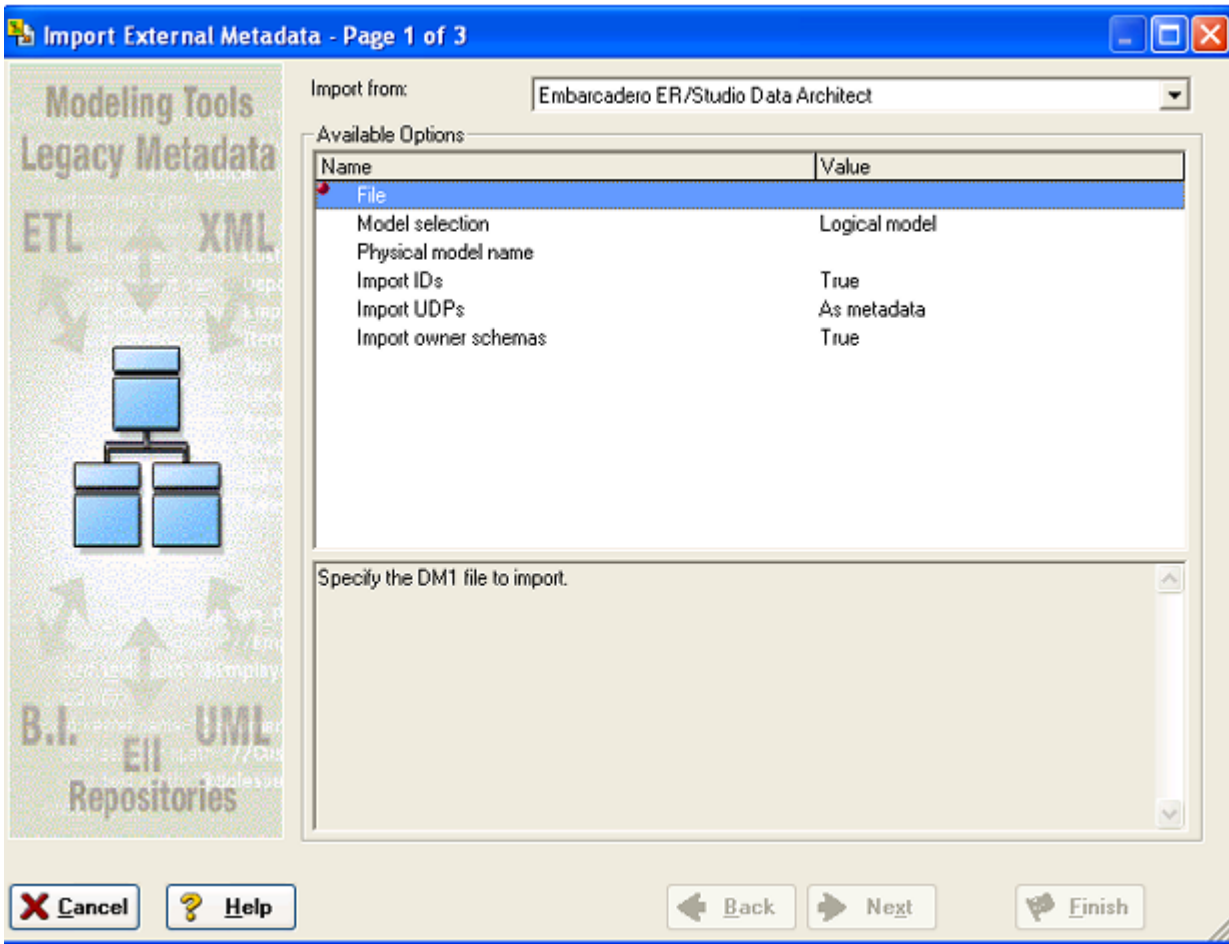 Import External Metadata - Page 1 of 3
Modeling Tools
Legacy Metadata
ETL XML
B.I. UML
EII
Repositories
Import from: Embarcadero ER/Studio Data Architect
Available Options
Name Value
File
Model selection Logical model
Physical model name
Import IDs True
Import UDPs As metadata
Import owner schemas True
Specify the DM1 file to import.
Cancel Help Back Next Finish